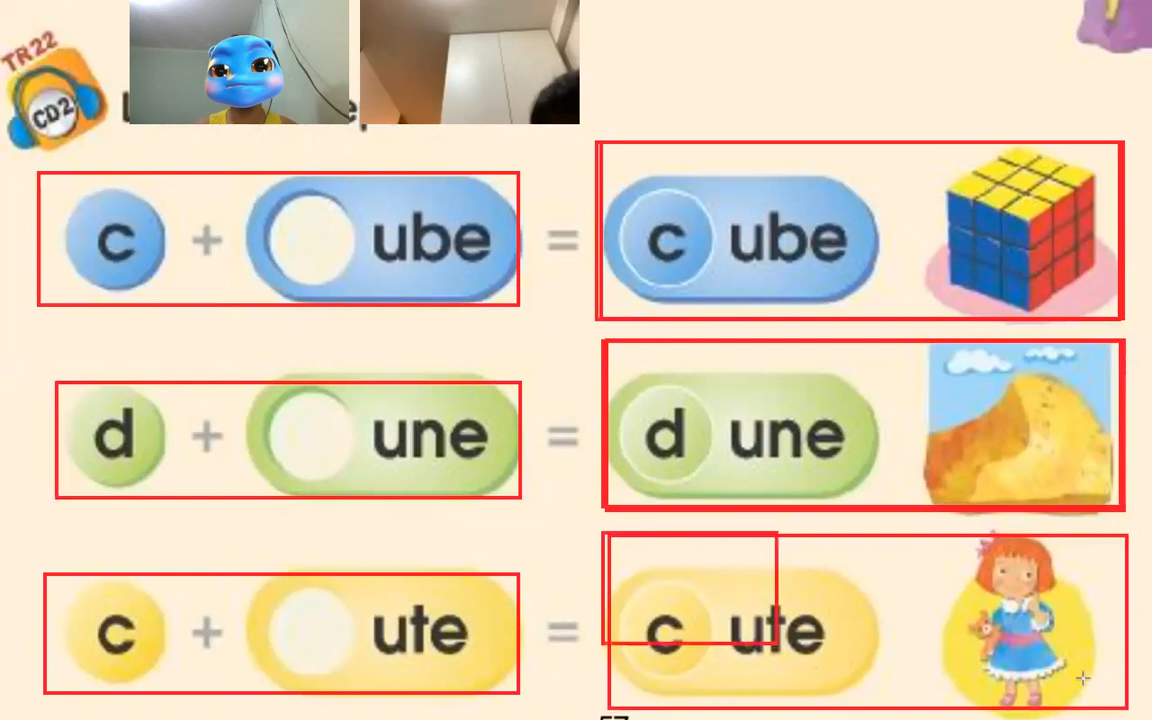 TR22
CD2
c + ube = c ube
d + une = d une
c + ute = c ute